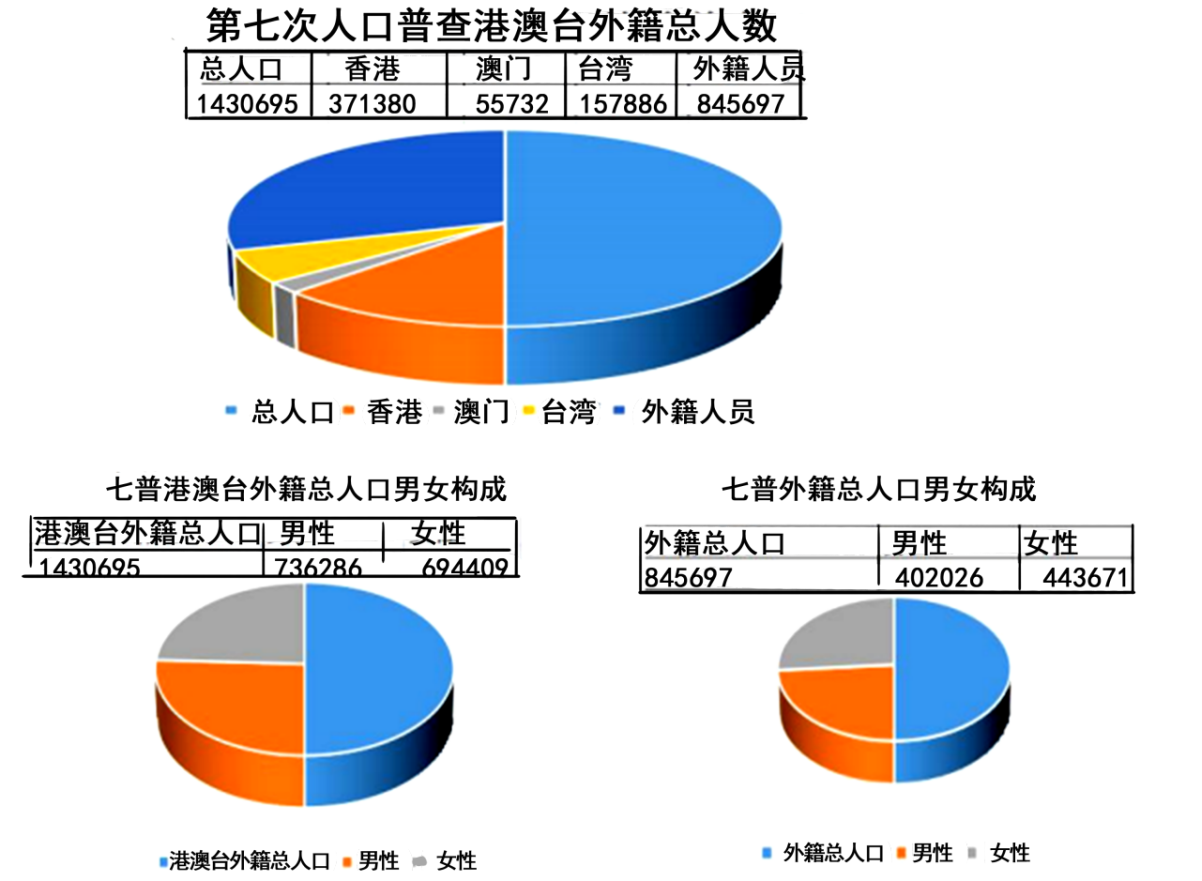 第七次人口普查港澳台外籍总人数
总人口 香港 澳门 台湾 外籍人员
1430695 371380 55732 157886 845697
总人口 香港 澳门 台湾 外籍人员
七普港澳台外籍总人口男女构成
港澳台外籍总人口 男性 女性
1430695 736286 694409
港澳台外籍总人口 男性 女性
七普外籍总人口男女构成
外籍总人口 男性 女性
845697 402026 443671
外籍总人口 男性 女性